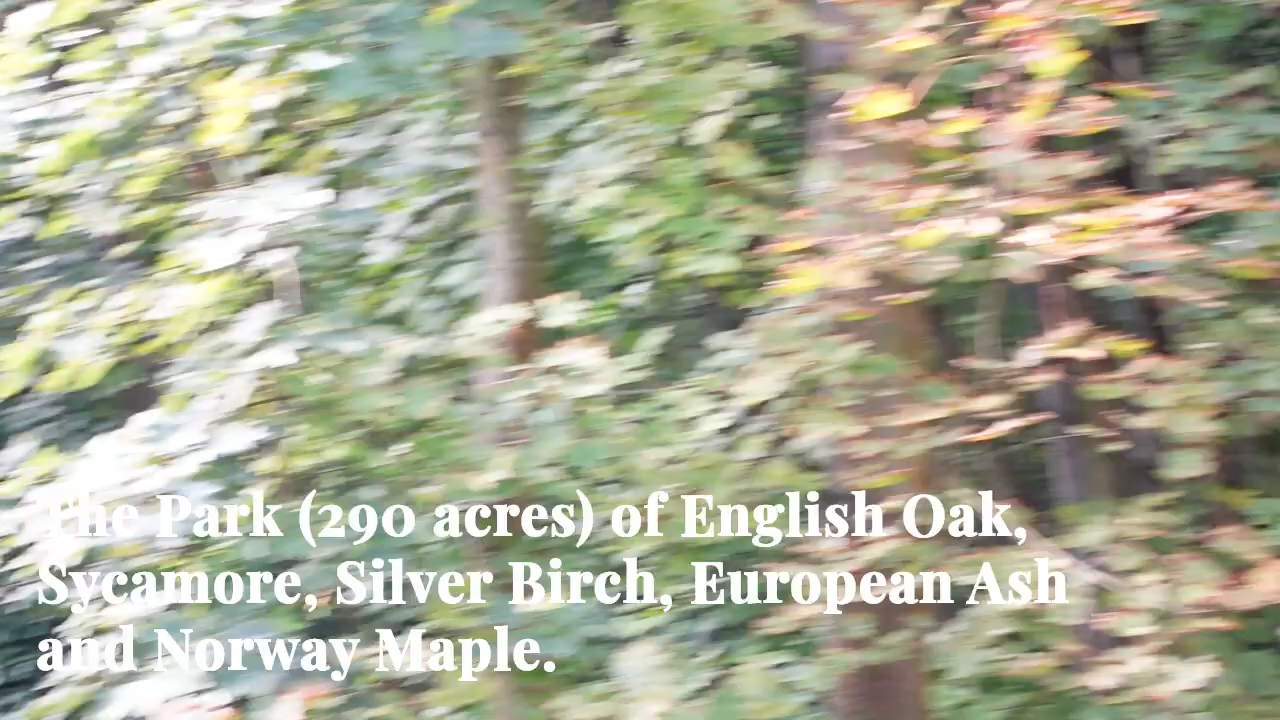 The Park (290 acres) of English Oak,
Sycamore, Silver Birch, European Ash
and Norway Maple.